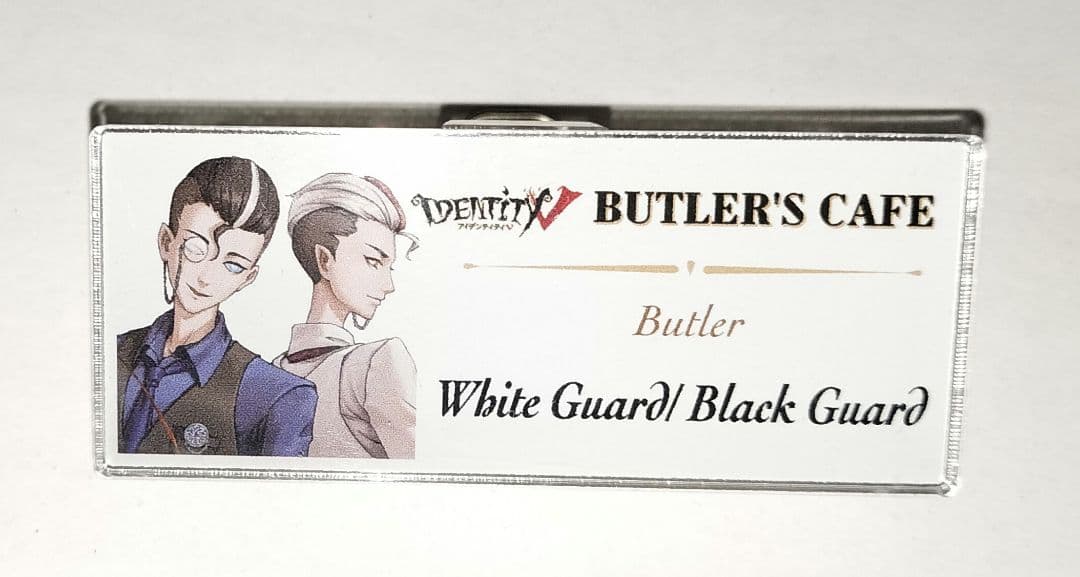 IDENTITY V BUTLER'S CAFE
アイデンティティV
Butler
White Guard/ Black Guard